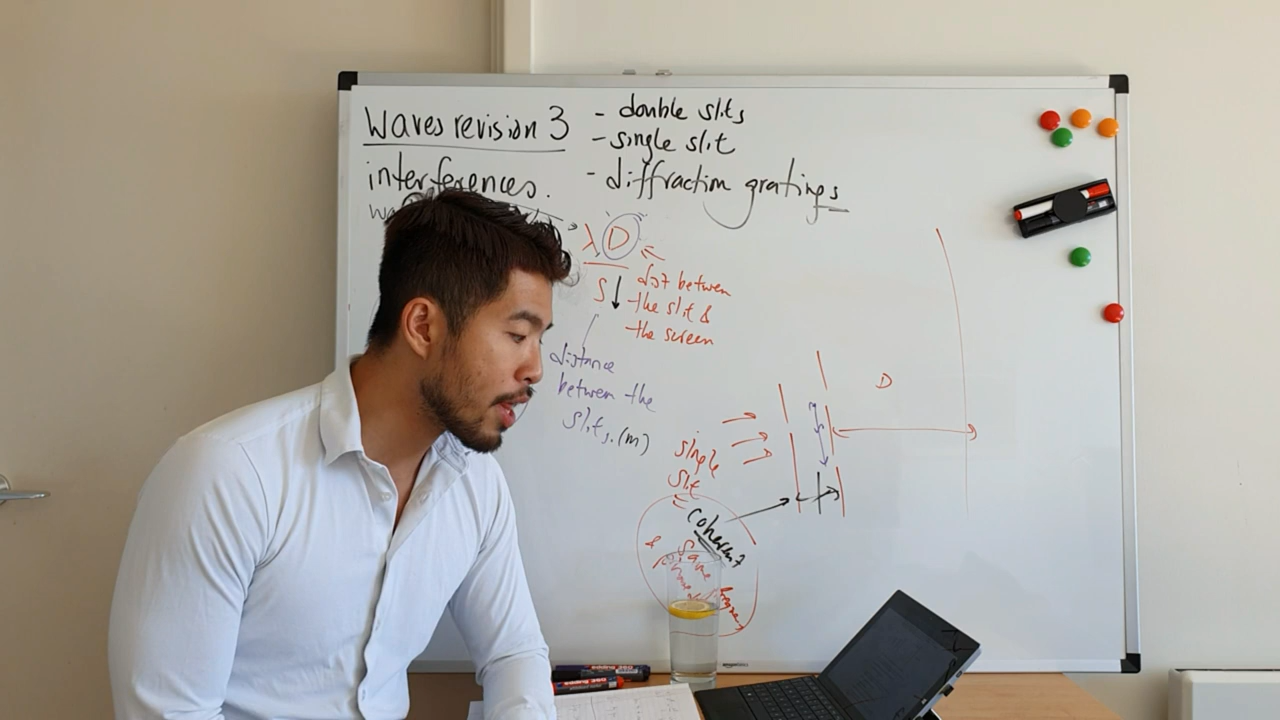 Waves revision 3
interferences.
- double slits
- single slit
- diffraction gratings
λ D
S
dist between
the slit &
the screen
distance
between the
slits. (m)
D
single
slit
coherent
& same